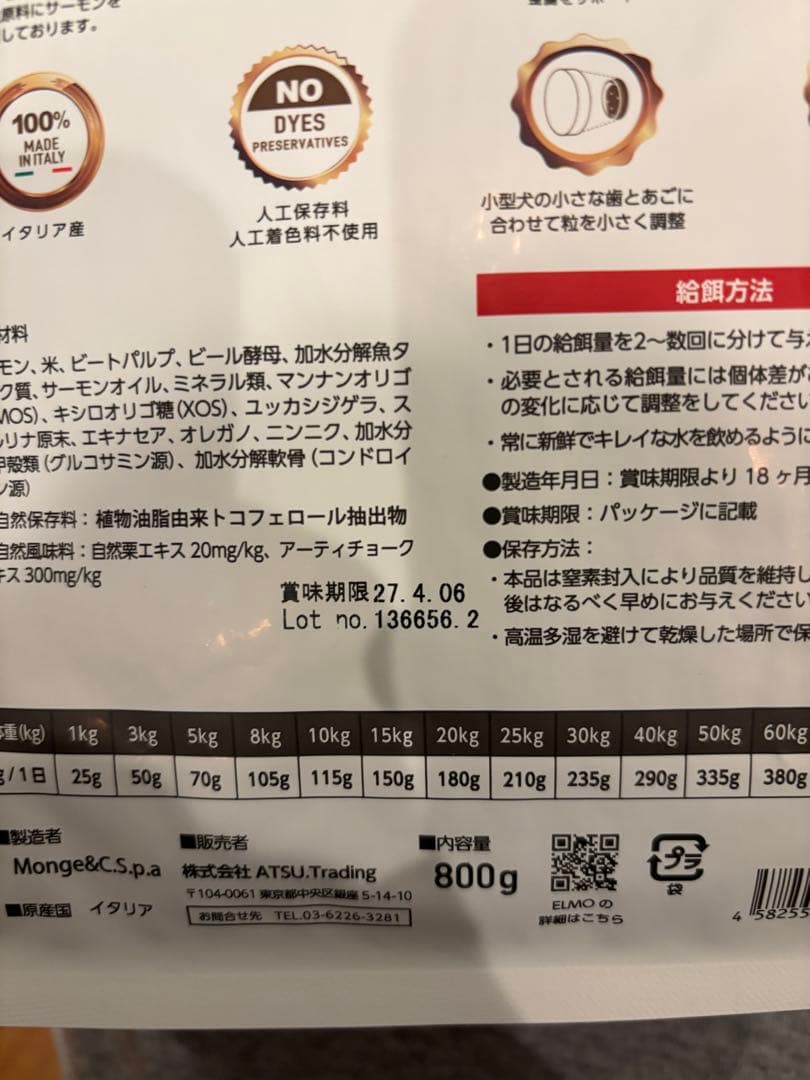 原料にサーモンを
しております。
100%
MADE
IN ITALY
イタリア産
NO
DYES
PRESERVATIVES
人工保存料
人工着色料不使用
小型犬の小さな歯とあごに
合わせて粒を小さく調整
給餌方法
・1日の給餌量を2〜数回に分けて与
・必要とされる給餌量には個体差が
の変化に応じて調整をしてください
・常に新鮮でキレイな水を飲めるように
●製造年月日：賞味期限より18ヶ月
●賞味期限：パッケージに記載
●保存方法：
・本品は窒素封入により品質を維持し
後はなるべく早めにお与えください
・高温多湿を避けて乾燥した場所で保
材料
モン、米、ビートパルプ、ビール酵母、加水分解魚タ
ク質、サーモンオイル、ミネラル類、マンナンオリゴ
MOS)、キシロオリゴ糖(XOS)、ユッカシジゲラ、ス
ルリナ原末、エキナセア、オレガノ、ニンニク、加水分
甲殻類(グルコサミン源)、加水分解軟骨(コンドロイ
ン源)
自然保存料：植物油脂由来トコフェロール抽出物
自然風味料：自然栗エキス 20mg/kg、アーティチョーク
キス 300mg/kg
賞味期限27.4.06
Lot no.136656.2
体重(kg) 1kg 3kg 5kg 8kg 10kg 15kg 20kg 25kg 30kg 40kg 50kg 60kg
g/1日 25g 50g 70g 105g 115g 150g 180g 210g 235g 290g 335g 380g
■製造者
Monge&C.S.p.a
■原産国 イタリア
■販売者
株式会社 ATSU.Trading
〒104-0061 東京都中央区銀座 5-14-10
お問合せ先 TEL.03-6226-3281
■内容量
800g
ELMO の
詳細はこちら
プラ
袋
4 58255